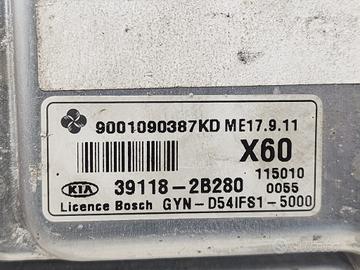 9001090387KD ME17.9.11
X60
115010
KIA 39118-2B280 0055
Licence Bosch GYN-D54IFS1-5000